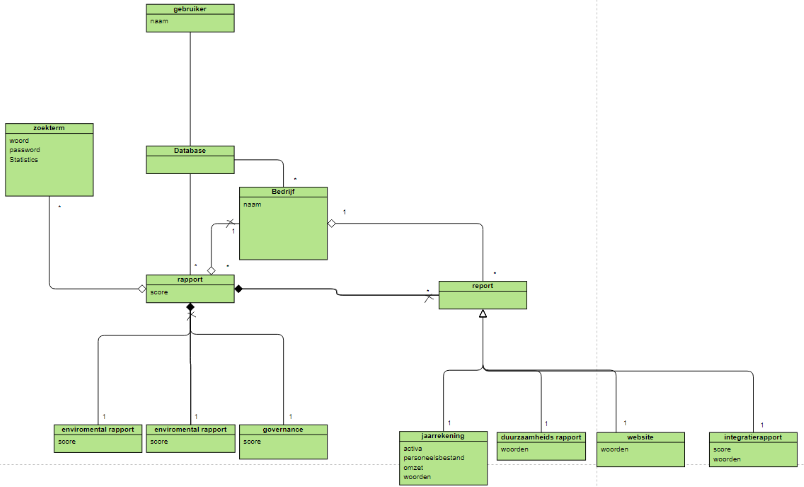 gebruiker
naam
zoekterm
woord
password
Statistics
Database
*
Bedrijf
naam
*
1
1
*
*
*
rapport
score
report
*
1
1
1
enviromental rapport
score
enviromental rapport
score
governance
score
1
1
1
1
jaarrekening
activa
personeelsbestand
omzet
woorden
duurzaamheids rapport
woorden
website
woorden
integratierapport
score
woorden